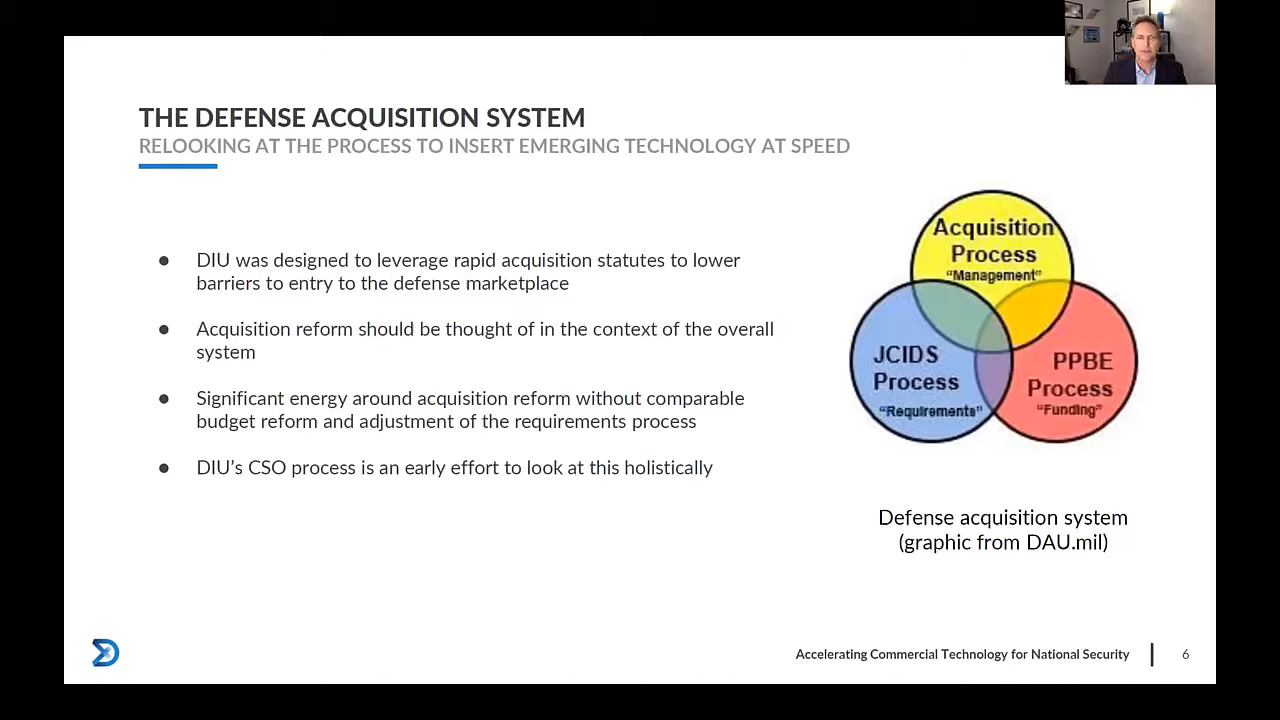 THE DEFENSE ACQUISITION SYSTEM
RELOOKING AT THE PROCESS TO INSERT EMERGING TECHNOLOGY AT SPEED
● DIU was designed to leverage rapid acquisition statutes to lower
barriers to entry to the defense marketplace
● Acquisition reform should be thought of in the context of the overall
system
● Significant energy around acquisition reform without comparable
budget reform and adjustment of the requirements process
● DIU’s CSO process is an early effort to look at this holistically
Acquisition
Process
“Management”
JCIDS
Process
“Requirements”
PPBE
Process
“Funding”
Defense acquisition system
(graphic from DAU.mil)
Accelerating Commercial Technology for National Security
6